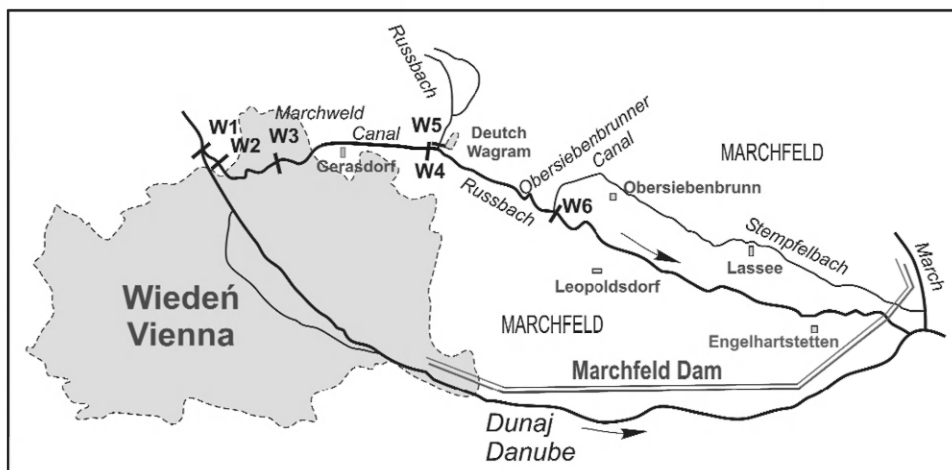 Russbach
Marchweld
Canal
W1
W2
W3
W5
W4
Deutch
Wagram
Gerasdorf
Russbach
Obersiebenbrunner
Canal
MARCHFELD
W6
Obersiebenbrunn
Stempfelbach
Lassee
March
Leopoldsdorf
Wiedeń
Vienna
MARCHFELD
Engelhartstetten
Marchfeld Dam
Dunaj
Danube